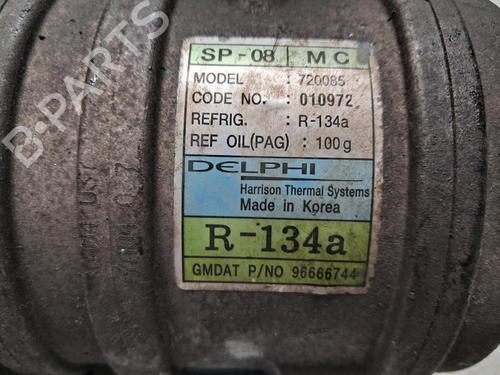 B-PARTS
SP-08 MC
MODEL : 720085
CODE NO. : 010972
REFRIG. : R-134a
REF OIL(PAG) : 100g
DELPHI
Harrison Thermal Systems
Made in Korea
R-134a
GMDAT P/NO 96666744